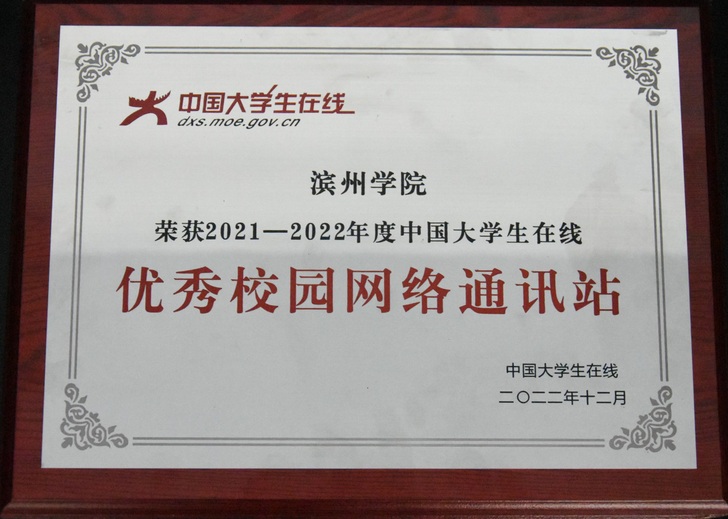 中国大学生在线
dxs.moe.gov.cn
滨州学院
荣获2021—2022年度中国大学生在线
优秀校园网络通讯站
中国大学生在线
二〇二二年十二月